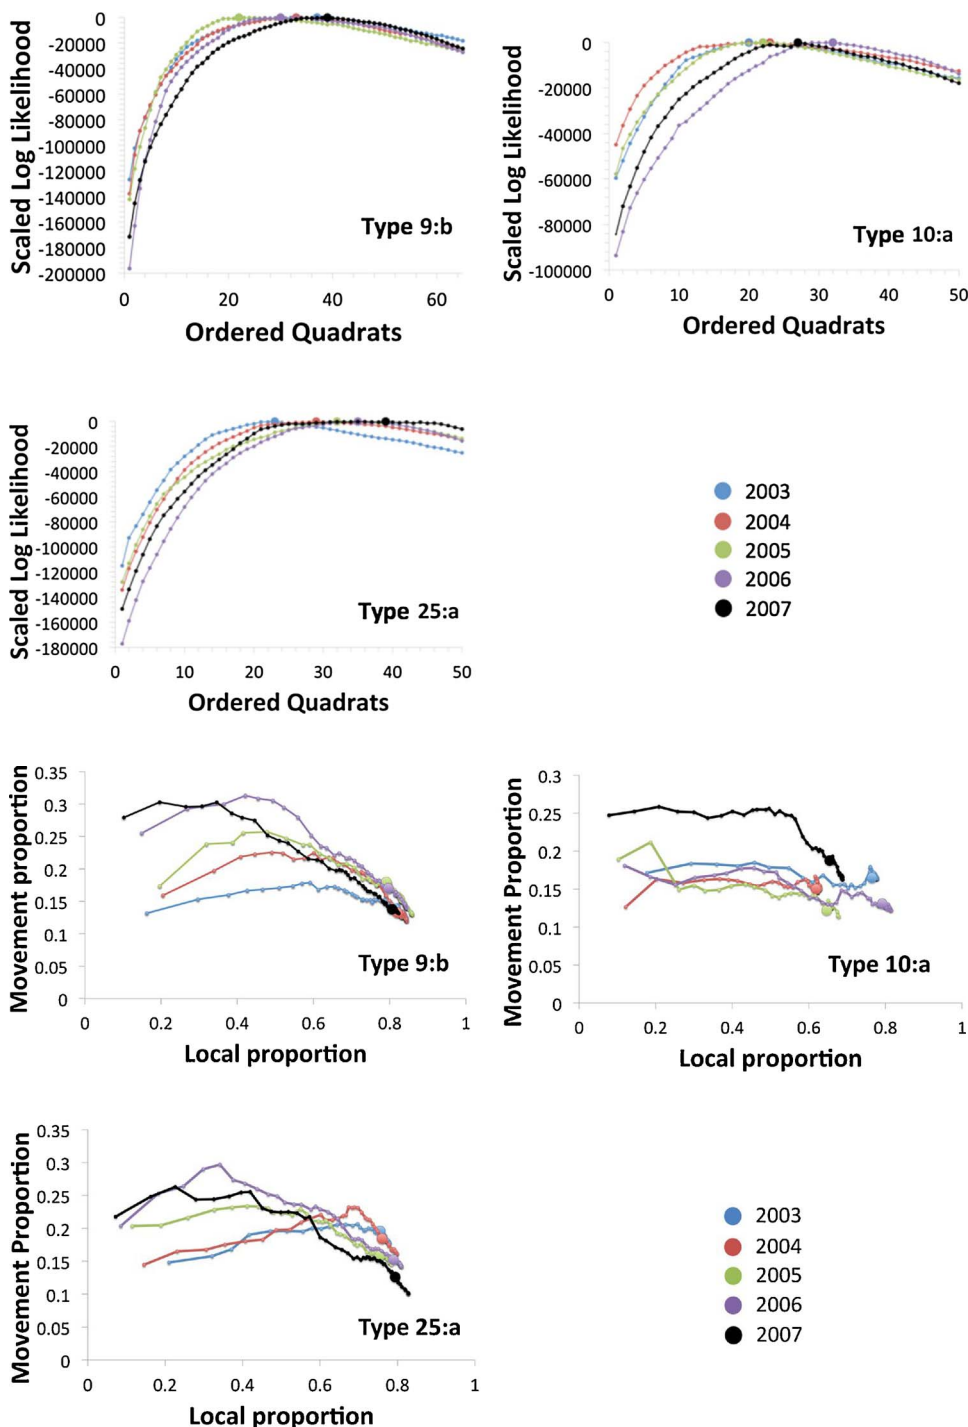 Scaled Log Likelihood
0
-20000
-40000
-60000
-80000
-100000
-120000
-140000
-160000
-180000
-200000
Type 9:b
0 20 40 60
Ordered Quadrats
Scaled Log Likelihood
0
-20000
-40000
-60000
-80000
-100000
Type 10:a
0 10 20 30 40 50
Ordered Quadrats
Scaled Log Likelihood
0
-20000
-40000
-60000
-80000
-100000
-120000
-140000
-160000
-180000
Type 25:a
0 10 20 30 40 50
Ordered Quadrats
2003
2004
2005
2006
2007
Movement proportion
0.35
0.3
0.25
0.2
0.15
0.1
0.05
0
Type 9:b
0 0.2 0.4 0.6 0.8 1
Local proportion
Movement Proportion
0.3
0.25
0.2
0.15
0.1
0.05
0
Type 10:a
0 0.2 0.4 0.6 0.8 1
Local proportion
Movement Proportion
0.35
0.3
0.25
0.2
0.15
0.1
0.05
0
Type 25:a
0 0.2 0.4 0.6 0.8 1
Local proportion
2003
2004
2005
2006
2007